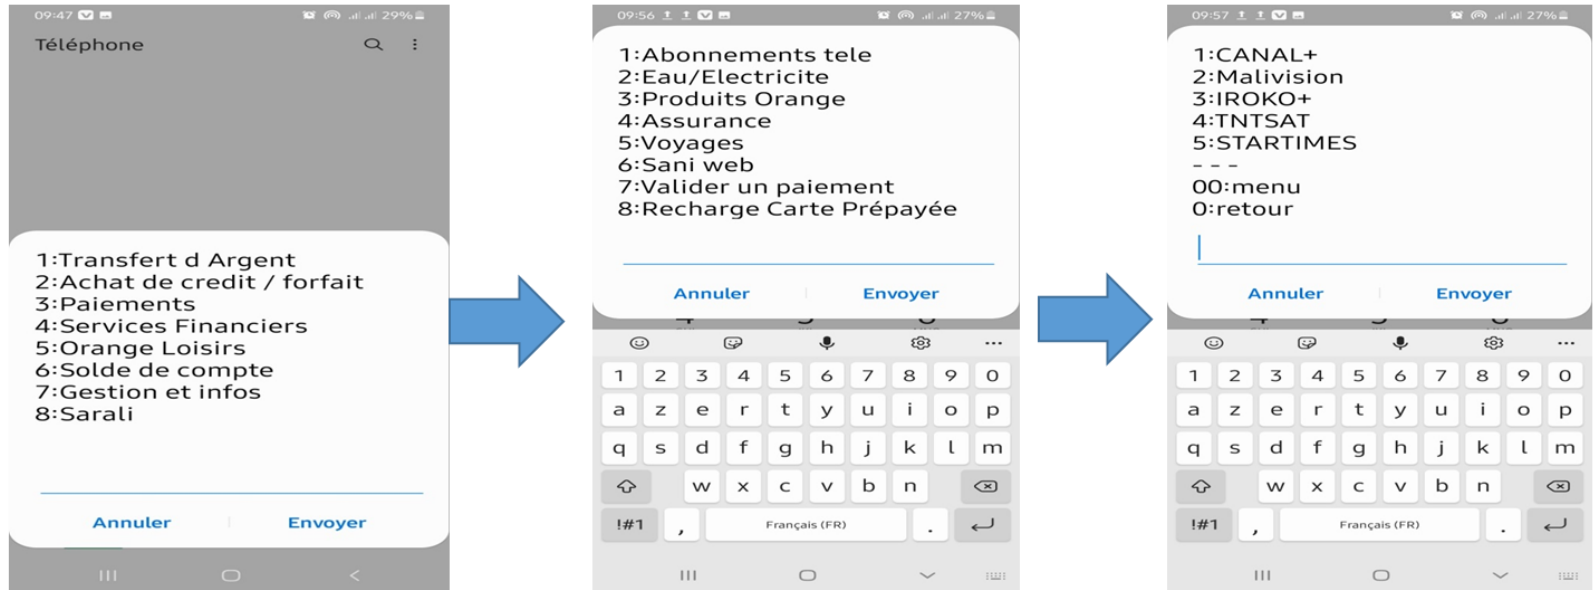 09:47 29%
Téléphone
1:Transfert d Argent
2:Achat de credit / forfait
3:Paiements
4:Services Financiers
5:Orange Loisirs
6:Solde de compte
7:Gestion et infos
8:Sarali
Annuler Envoyer
09:56 27%
1:Abonnements tele
2:Eau/Electricite
3:Produits Orange
4:Assurance
5:Voyages
6:Sani web
7:Valider un paiement
8:Recharge Carte Prépayée
Annuler Envoyer
1 2 3 4 5 6 7 8 9 0
a z e r t y u i o p
q s d f g h j k l m
w x c v b n
!#1 , Français (FR) .
09:57 27%
1:CANAL+
2:Malivision
3:IROKO+
4:TNTSAT
5:STARTIMES
- - -
00:menu
0:retour
Annuler Envoyer
1 2 3 4 5 6 7 8 9 0
a z e r t y u i o p
q s d f g h j k l m
w x c v b n
!#1 , Français (FR) .